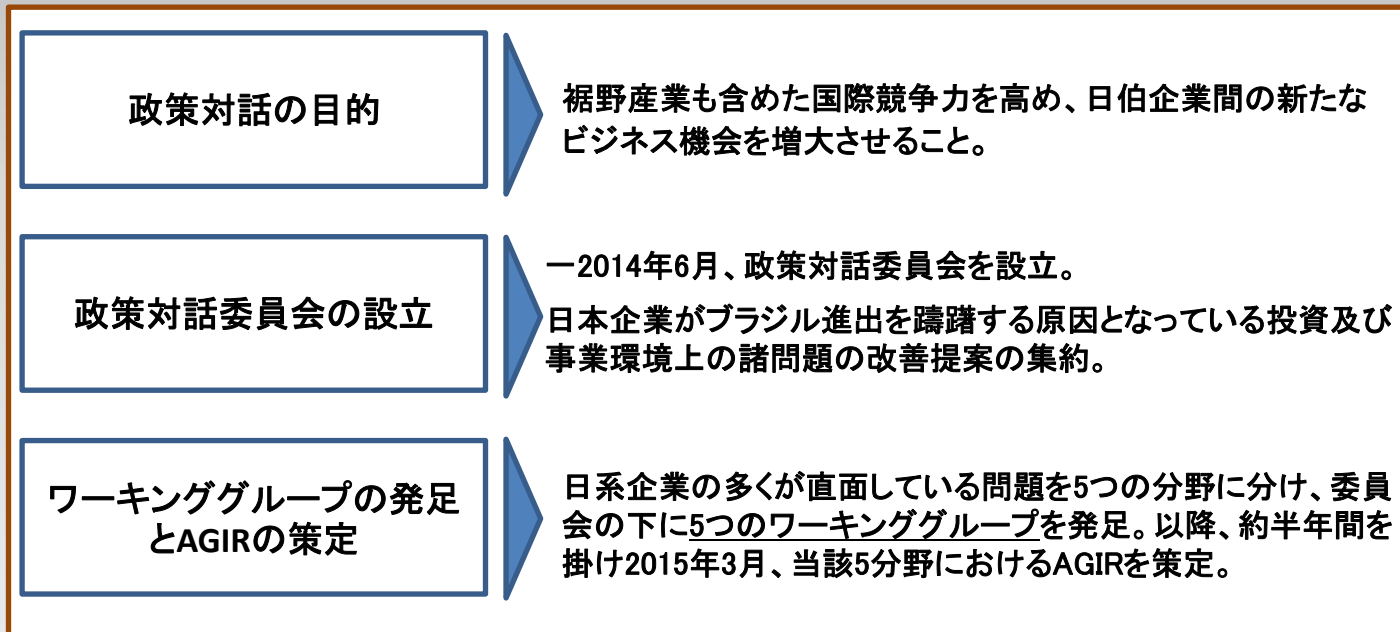 政策対話の目的
裾野産業も含めた国際競争力を高め、日伯企業間の新たな
ビジネス機会を増大させること。
政策対話委員会の設立
ー2014年6月、政策対話委員会を設立。
日本企業がブラジル進出を躊躇する原因となっている投資及び
事業環境上の諸問題の改善提案の集約。
ワーキンググループの発足
とAGIRの策定
日系企業の多くが直面している問題を5つの分野に分け、委員
会の下に5つのワーキンググループを発足。以降、約半年間を
掛け2015年3月、当該5分野におけるAGIRを策定。